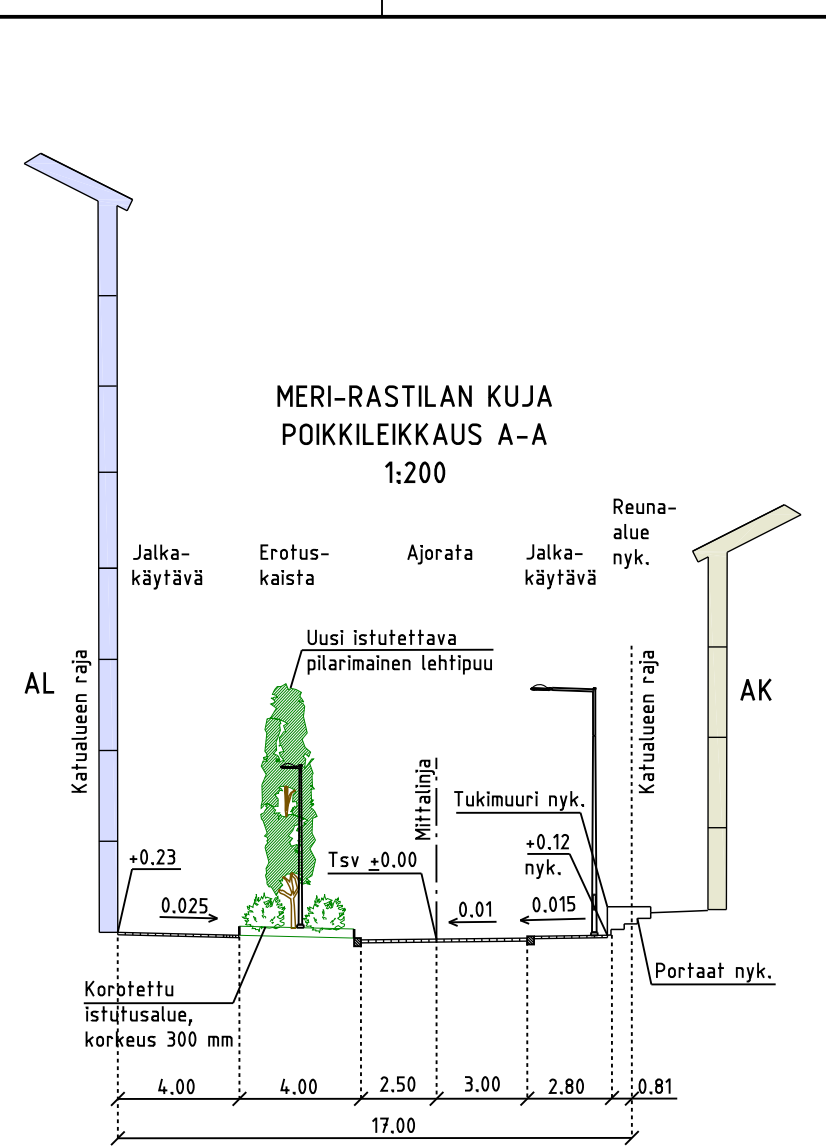 MERI-RASTILAN KUJA
POIKKILEIKKAUS A-A
1:200
Reuna-
alue
nyk.
Jalka-
käytävä
Erotus-
kaista
Ajorata
Jalka-
käytävä
Uusi istutettava
pilarimainen lehtipuu
AL
Katualueen raja
Katualueen raja
AK
Mittalinja
Tukimuuri nyk.
+0.23
Tsv ±0.00
+0.12
nyk.
0.025
0.01
0.015
Portaat nyk.
Korotettu
istutusalue,
korkeus 300 mm
4.00
4.00
2.50
3.00
2.80
0.81
17.00